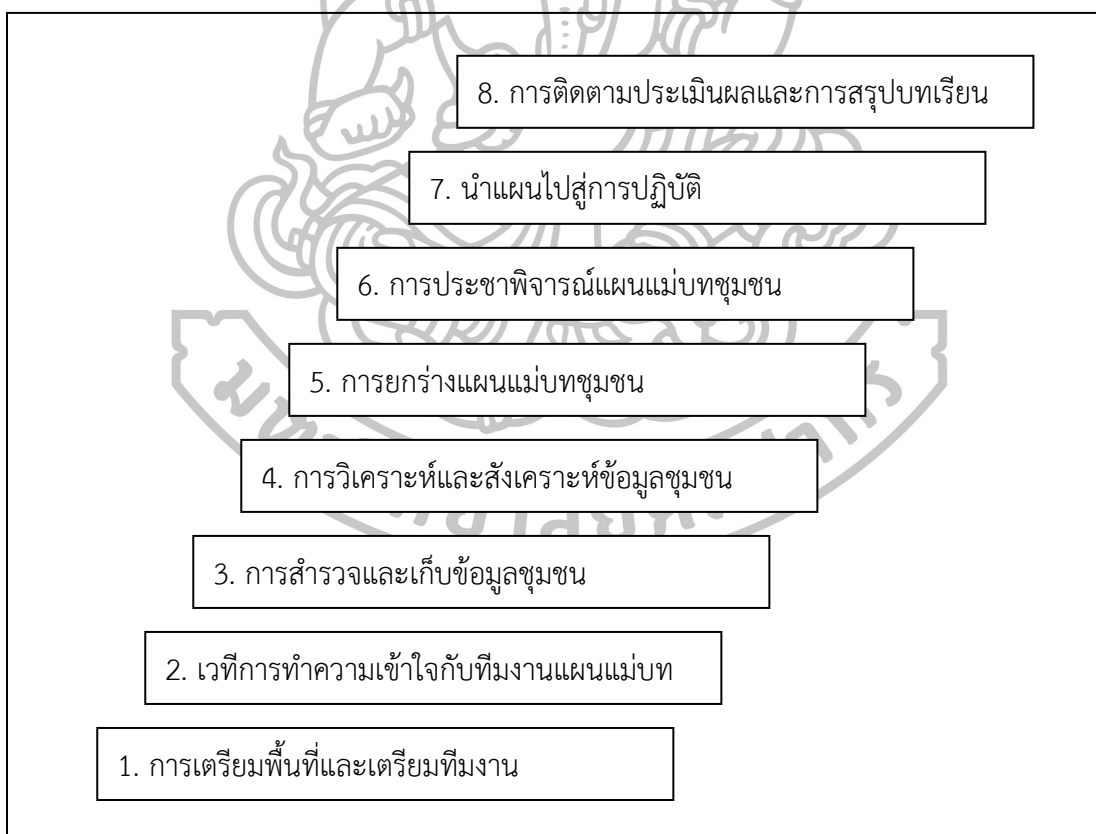 8. การติดตามประเมินผลและการสรุปบทเรียน
7. นำแผนไปสู่การปฏิบัติ
6. การประชาพิจารณ์แผนแม่บทชุมชน
5. การยกร่างแผนแม่บทชุมชน
4. การวิเคราะห์และสังเคราะห์ข้อมูลชุมชน
3. การสำรวจและเก็บข้อมูลชุมชน
2. เวทีการทำความเข้าใจกับทีมงานแผนแม่บท
1. การเตรียมพื้นที่และเตรียมทีมงาน